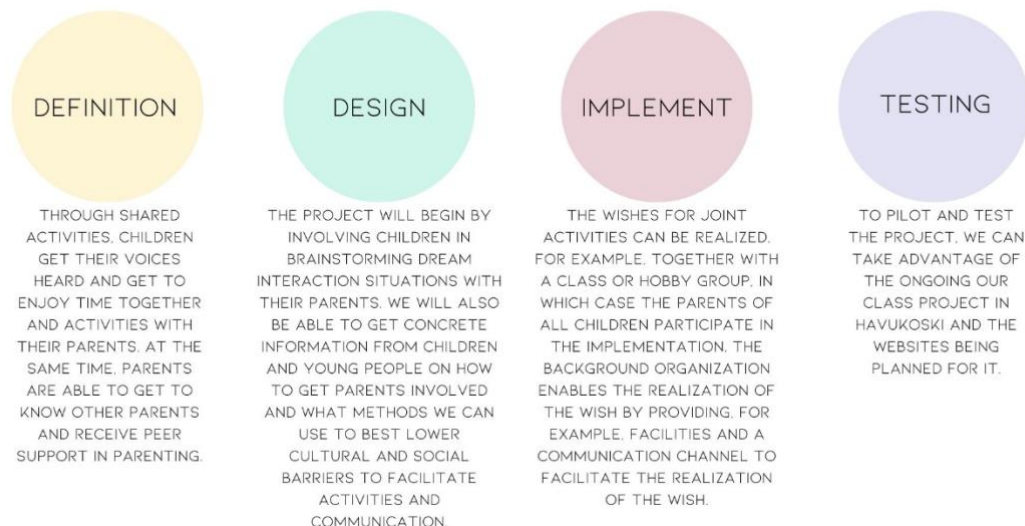 DEFINITION
THROUGH SHARED
ACTIVITIES, CHILDREN
GET THEIR VOICES
HEARD AND GET TO
ENJOY TIME TOGETHER
AND ACTIVITIES WITH
THEIR PARENTS. AT THE
SAME TIME, PARENTS
ARE ABLE TO GET TO
KNOW OTHER PARENTS
AND RECEIVE PEER
SUPPORT IN PARENTING.
DESIGN
THE PROJECT WILL BEGIN BY
INVOLVING CHILDREN IN
BRAINSTORMING DREAM
INTERACTION SITUATIONS WITH
THEIR PARENTS. WE WILL ALSO
BE ABLE TO GET CONCRETE
INFORMATION FROM CHILDREN
AND YOUNG PEOPLE ON HOW
TO GET PARENTS INVOLVED
AND WHAT METHODS WE CAN
USE TO BEST LOWER
CULTURAL AND SOCIAL
BARRIERS TO FACILITATE
ACTIVITIES AND
COMMUNICATION.
IMPLEMENT
THE WISHES FOR JOINT
ACTIVITIES CAN BE REALIZED,
FOR EXAMPLE, TOGETHER WITH
A CLASS OR HOBBY GROUP, IN
WHICH CASE THE PARENTS OF
ALL CHILDREN PARTICIPATE IN
THE IMPLEMENTATION. THE
BACKGROUND ORGANIZATION
ENABLES THE REALIZATION OF
THE WISH BY PROVIDING, FOR
EXAMPLE, FACILITIES AND A
COMMUNICATION CHANNEL TO
FACILITATE THE REALIZATION
OF THE WISH.
TESTING
TO PILOT AND TEST
THE PROJECT, WE CAN
TAKE ADVANTAGE OF
THE ONGOING OUR
CLASS PROJECT IN
HAVUKOSKI AND THE
WEBSITES BEING
PLANNED FOR IT.